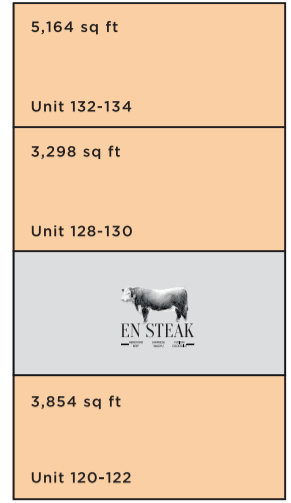 5,164 sq ft
Unit 132-134
3,298 sq ft
Unit 128-130
EN STEAK
3,854 sq ft
Unit 120-122